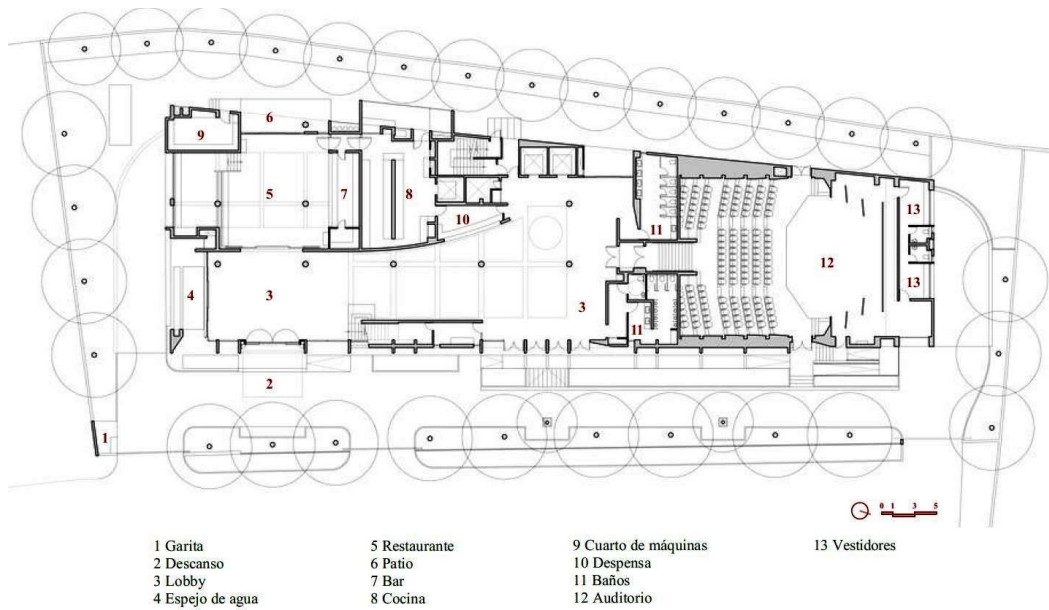 6
9
5
7
8
10
11
13
12
13
4
3
3
11
2
1
0 1 3 5
1 Garita
2 Descanso
3 Lobby
4 Espejo de agua
5 Restaurante
6 Patio
7 Bar
8 Cocina
9 Cuarto de máquinas
10 Despensa
11 Baños
12 Auditorio
13 Vestidores